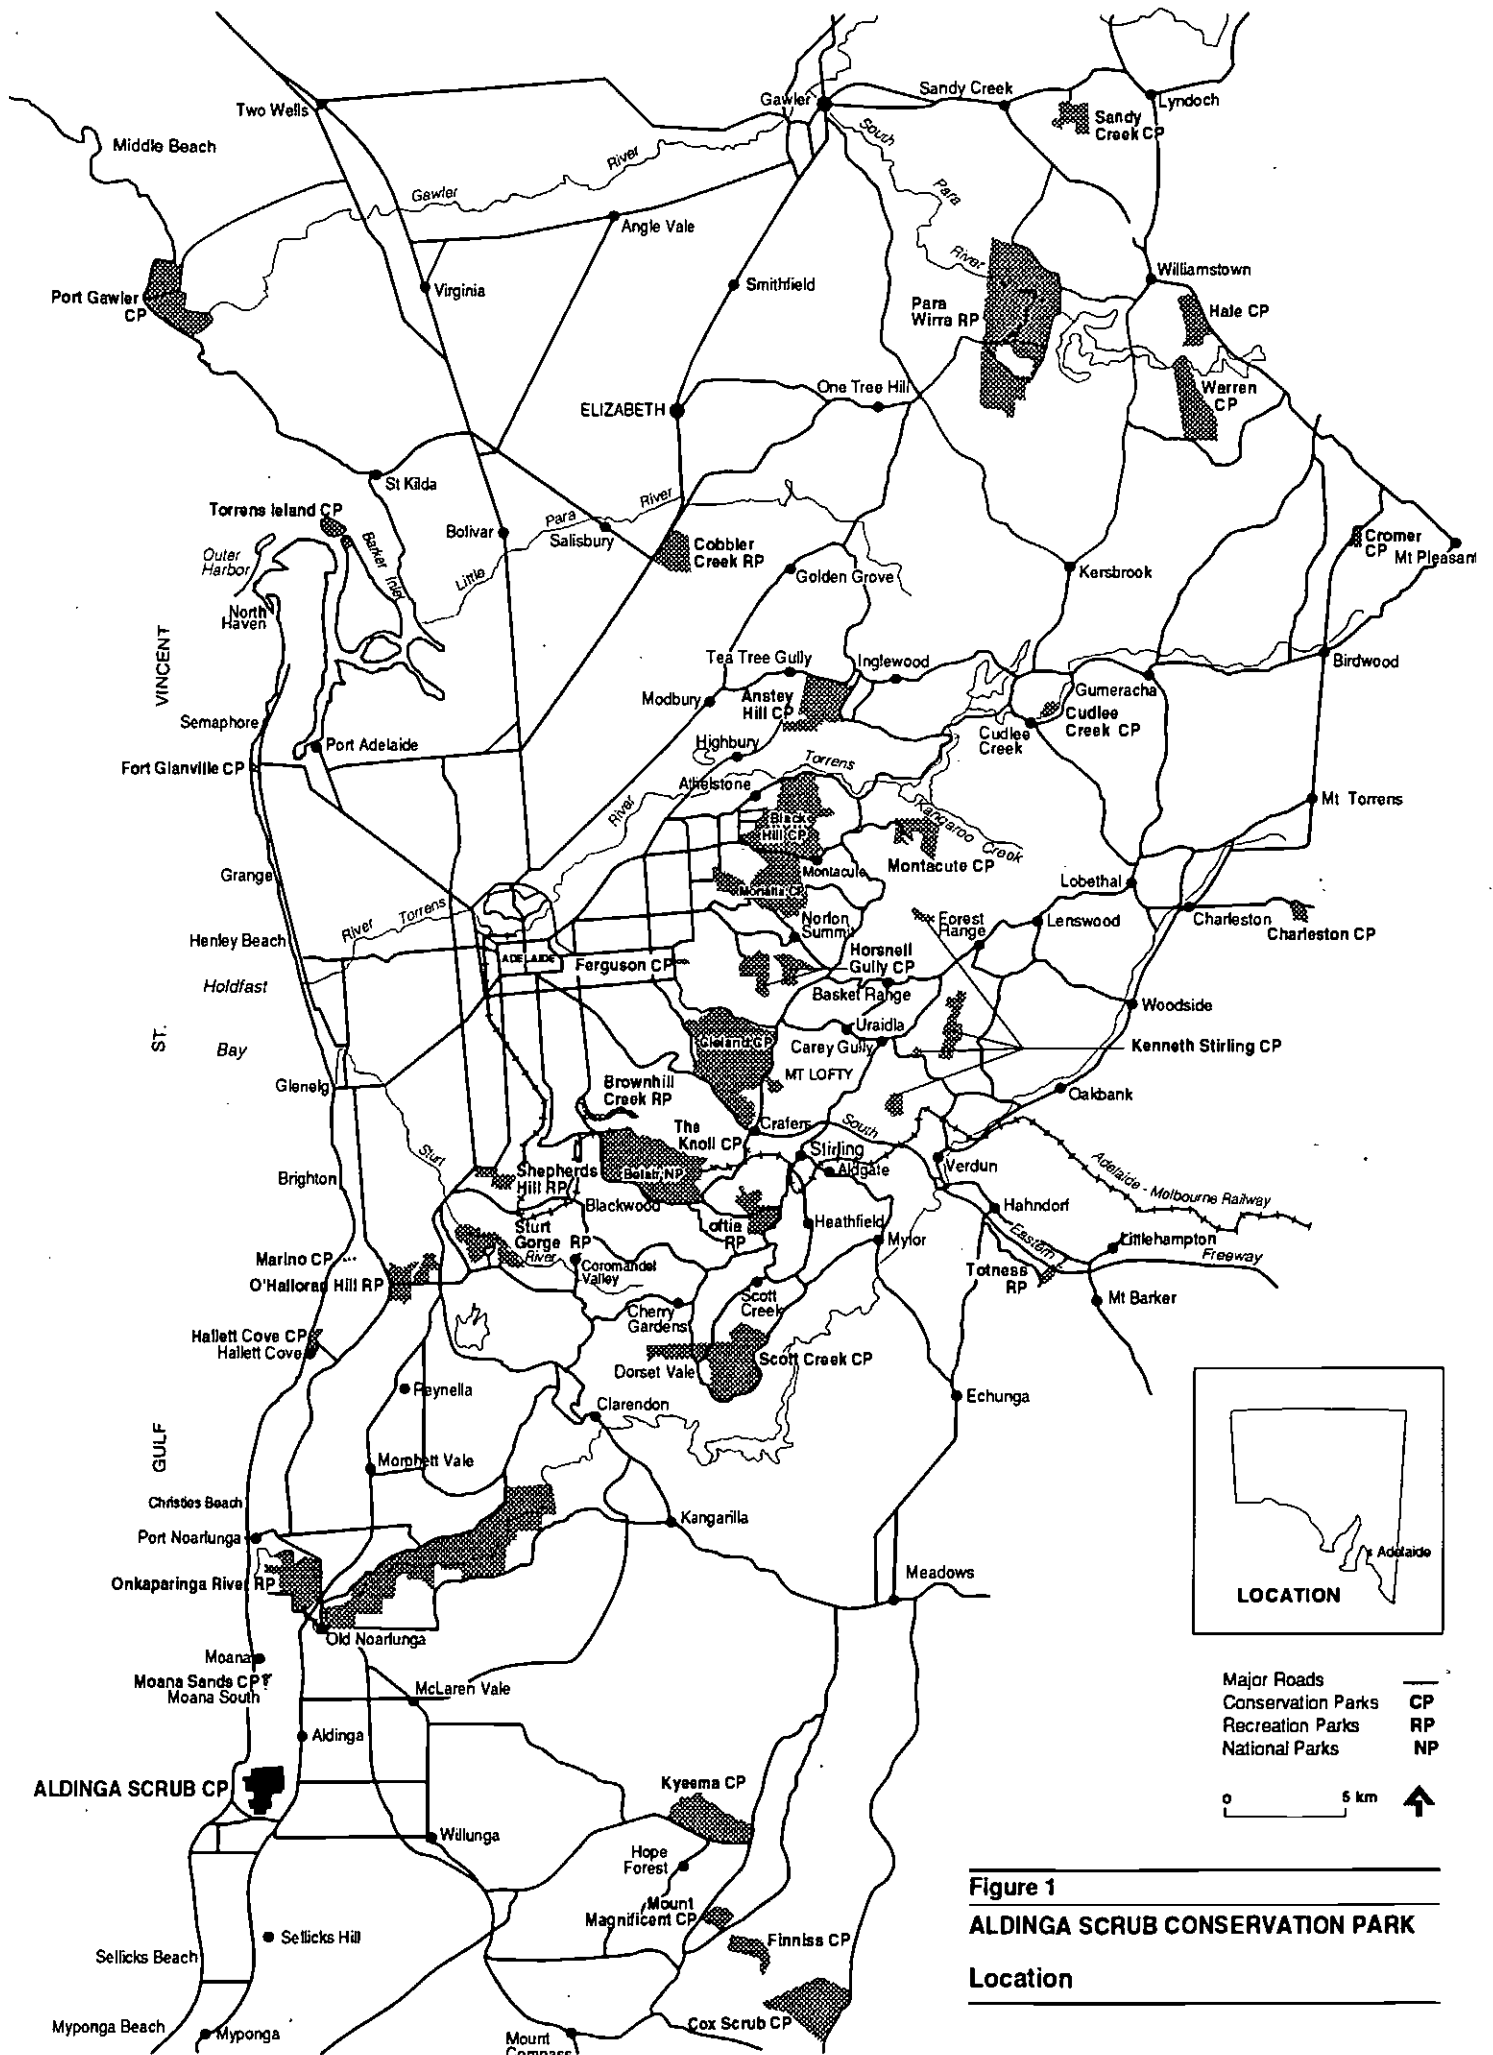 Gawler
Sandy Creek
Lyndoch
Two Wells
Sandy
Creek CP
South
Middle Beach
River
Para
Gawler
Angle Vale
River
Williamstown
Smithfield
Virginia
Port Gawler
CP
Para
Wirra RP
Hale CP
One Tree Hill
Warren
CP
ELIZABETH
St Kilda
River
Torrens Island CP
Para
Bolivar
Salisbury
Barker Inlet
Cobbler
Creek RP
Cromer
CP
Mt Pleasant
Outer
Harbor
Little
Golden Grove
Kersbrook
North
Haven
VINCENT
Tea Tree Gully
Inglewood
Birdwood
Modbury
Anstey
Hill CP
Gumeracha
Cudlee
Creek CP
Semaphore
Cudlee
Creek
Port Adelaide
Highbury
Torrens
Fort Glanville CP
Athelstone
River
Mt Torrens
Kangaroo Creek
Black
Hill CP
Montacute CP
Montacute
Grange
Lobethal
Morialta CP
River Torrens
Norton
Summit
Forest
Range
Lenswood
Charleston
Charleston CP
Henley Beach
ADELAIDE
Ferguson CP
Horsnell
Gully CP
Holdfast
Basket Range
Woodside
ST.
Bay
Uraidla
Cleland CP
Carey Gully
Kenneth Stirling CP
MT LOFTY
Glenelg
Brownhill
Creek RP
Oakbank
The
Knoll CP
Crafers
South
Sturt
Stirling
Brighton
Shepherds
Hill RP
Belair NP
Aldgate
Verdun
Adelaide - Molbourne Railway
Blackwood
Hahndorf
Sturt
Gorge RP
River
oftia
RP
Heathfield
Mylor
Eastern
Littlehampton
Freeway
Marino CP
Coromandel
Valley
O'Halloran Hill RP
Totness
RP
Scott
Creek
Mt Barker
Cherry
Gardens
Hallett Cove CP
Hallett Cove
Scott Creek CP
Dorset Vale
Reynella
Echunga
Clarendon
GULF
Morphett Vale
Christies Beach
Kangarilla
Port Noarlunga
Adelaide
Onkaparinga River RP
Meadows
LOCATION
Old Noarlunga
Moana
Moana Sands CP
Moana South
McLaren Vale
Major Roads
Conservation Parks CP
Recreation Parks RP
National Parks NP
Aldinga
ALDINGA SCRUB CP
Kyeema CP
0 5 km
Willunga
Hope
Forest
Figure 1
Mount
Magnificent CP
ALDINGA SCRUB CONSERVATION PARK
Sellicks Hill
Finniss CP
Sellicks Beach
Location
Cox Scrub CP
Myponga Beach
Myponga
Mount
Compass